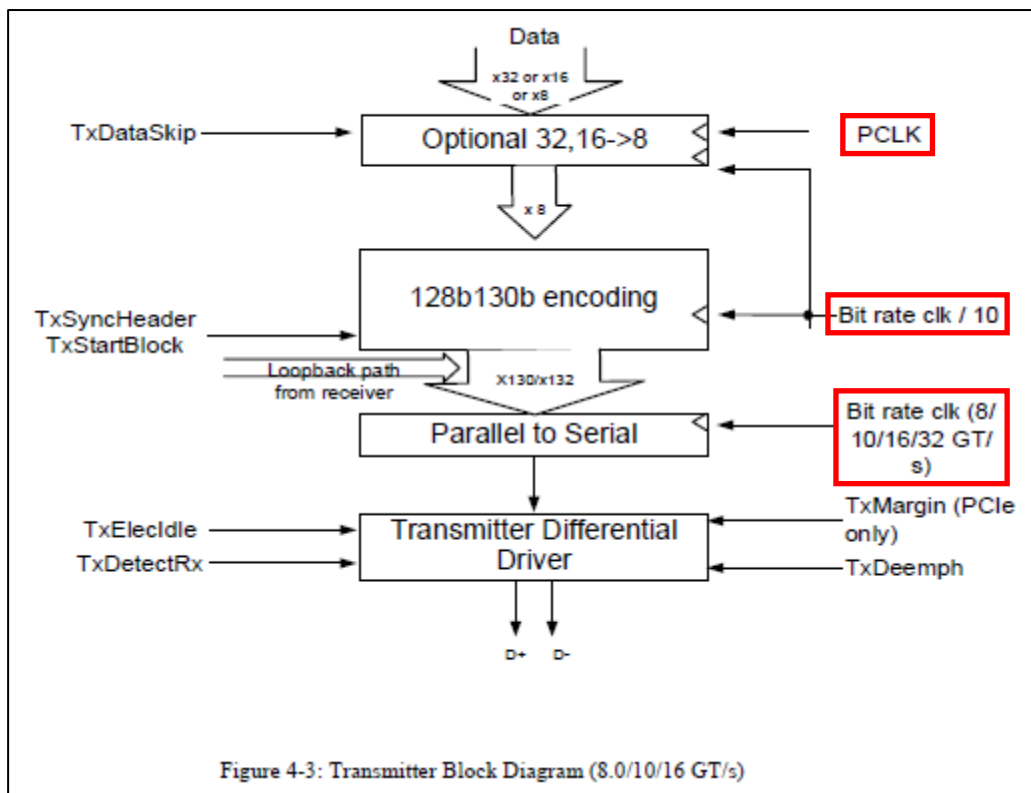 Data
x32 or x16
or x8
TxDataSkip
Optional 32,16->8
PCLK
x 8
128b130b encoding
TxSyncHeader
TxStartBlock
Bit rate clk / 10
Loopback path
from receiver
X130/x132
Parallel to Serial
Bit rate clk (8/
10/16/32 GT/
s)
TxElecIdle
TxDetectRx
Transmitter Differential
Driver
TxMargin (PCIe
only)
TxDeemph
D+ D-
Figure 4-3: Transmitter Block Diagram (8.0/10/16 GT/s)